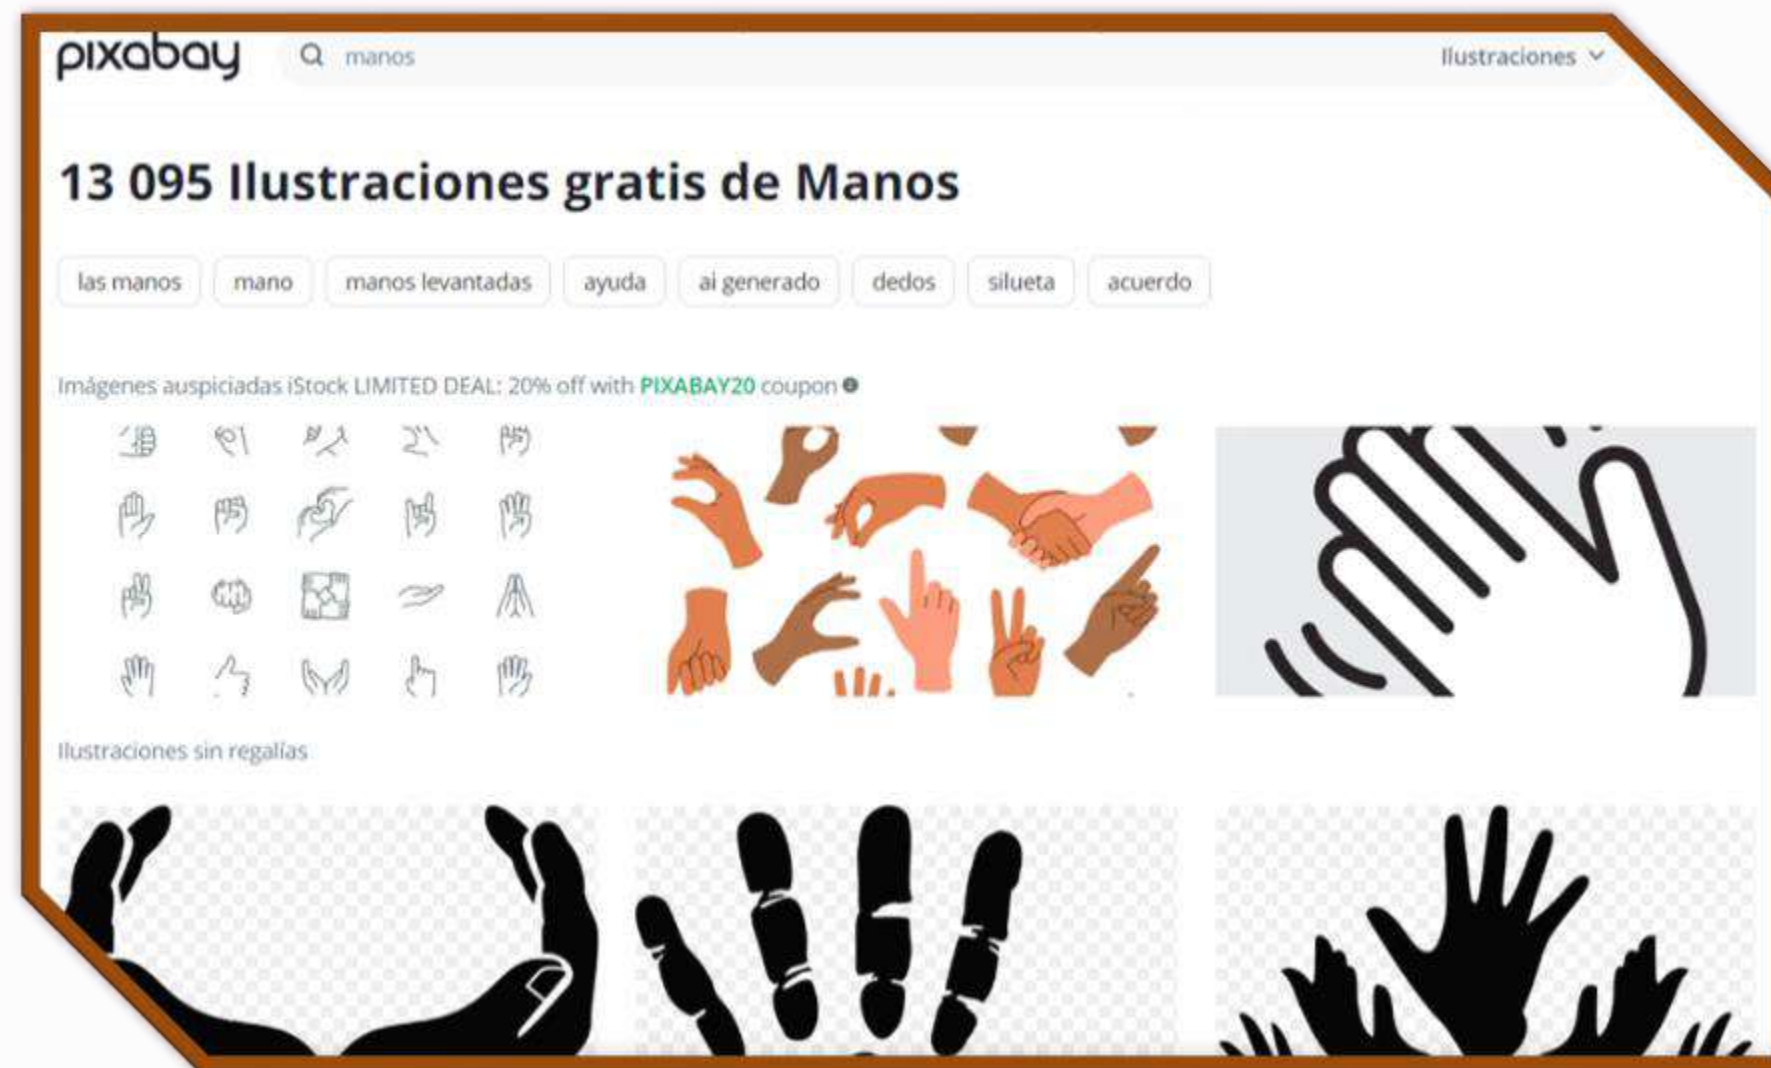 pixabay manos Ilustraciones
13 095 Ilustraciones gratis de Manos
las manos mano manos levantadas ayuda ai generado dedos silueta acuerdo
Imágenes auspiciadas iStock LIMITED DEAL: 20% off with PIXABAY20 coupon
Ilustraciones sin regalías